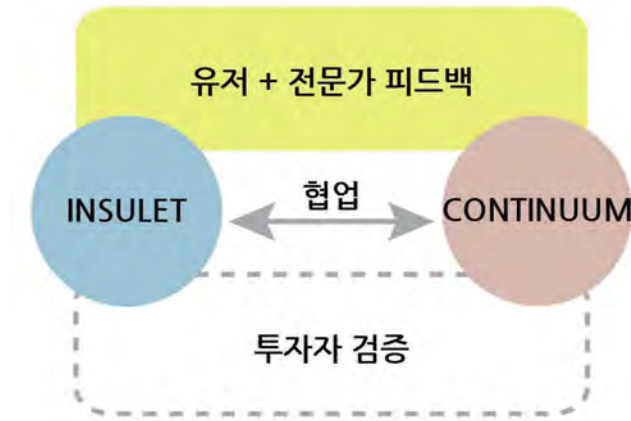 유저 + 전문가 피드백
INSULET
협업
CONTINUUM
투자자 검증